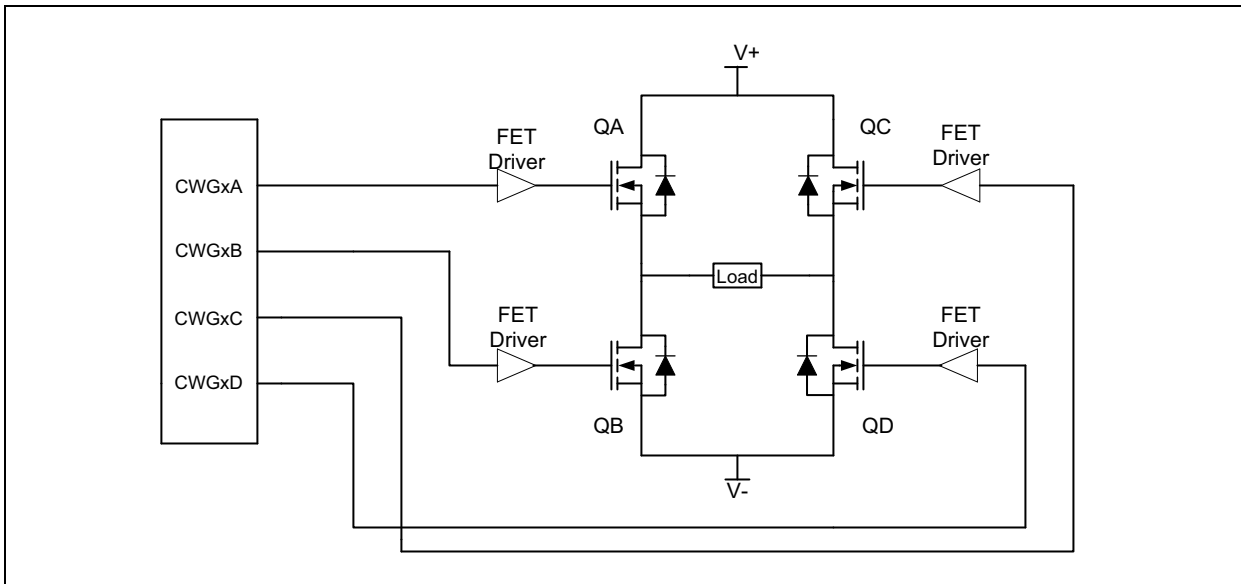 V+
QA
QC
FET
Driver
FET
Driver
CWGxA
CWGxB
CWGxC
CWGxD
Load
FET
Driver
FET
Driver
QB
QD
V-